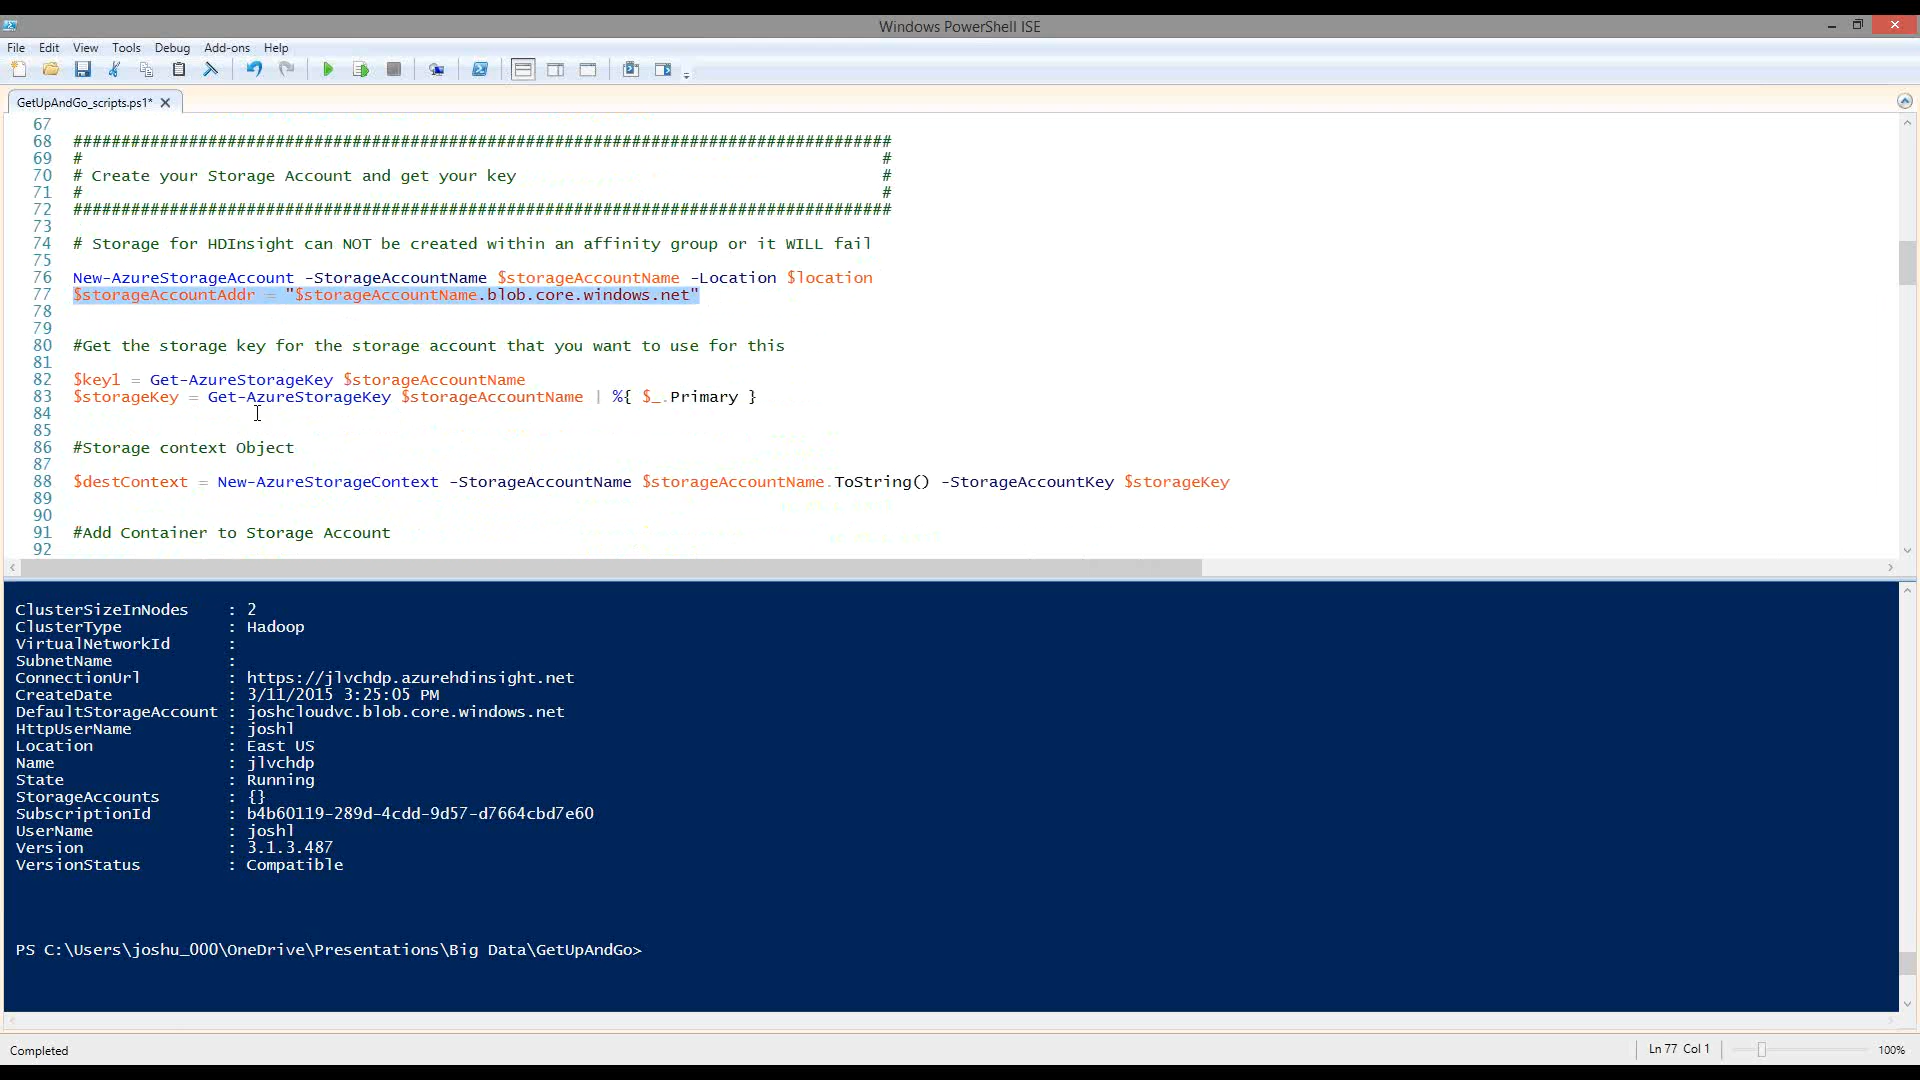 Windows PowerShell ISE
File Edit View Tools Debug Add-ons Help
GetUpAndGo_scripts.ps1*
67
68 #####################################################################################
69 # #
70 # Create your Storage Account and get your key #
71 # #
72 #####################################################################################
73
74 # Storage for HDInsight can NOT be created within an affinity group or it WILL fail
75
76 New-AzureStorageAccount -StorageAccountName $storageAccountName -Location $location
77 $storageAccountAddr = "$storageAccountName.blob.core.windows.net"
78
79
80 #Get the storage key for the storage account that you want to use for this
81
82 $key1 = Get-AzureStorageKey $storageAccountName
83 $storageKey = Get-AzureStorageKey $storageAccountName | %{ $_.Primary }
84
85
86 #Storage context Object
87
88 $destContext = New-AzureStorageContext -StorageAccountName $storageAccountName.ToString() -StorageAccountKey $storageKey
89
90
91 #Add Container to Storage Account
92
ClusterSizeInNodes : 2
ClusterType : Hadoop
VirtualNetworkId :
SubnetName :
ConnectionUrl : https://jlvchdp.azurehdinsight.net
CreateDate : 3/11/2015 3:25:05 PM
DefaultStorageAccount : joshcloudvc.blob.core.windows.net
HttpUserName : joshl
Location : East US
Name : jlvchdp
State : Running
StorageAccounts : {}
SubscriptionId : b4b60119-289d-4cdd-9d57-d7664cbd7e60
UserName : joshl
Version : 3.1.3.487
VersionStatus : Compatible
PS C:\Users\joshu_000\OneDrive\Presentations\Big Data\GetUpAndGo>
Completed Ln 77 Col 1 100%